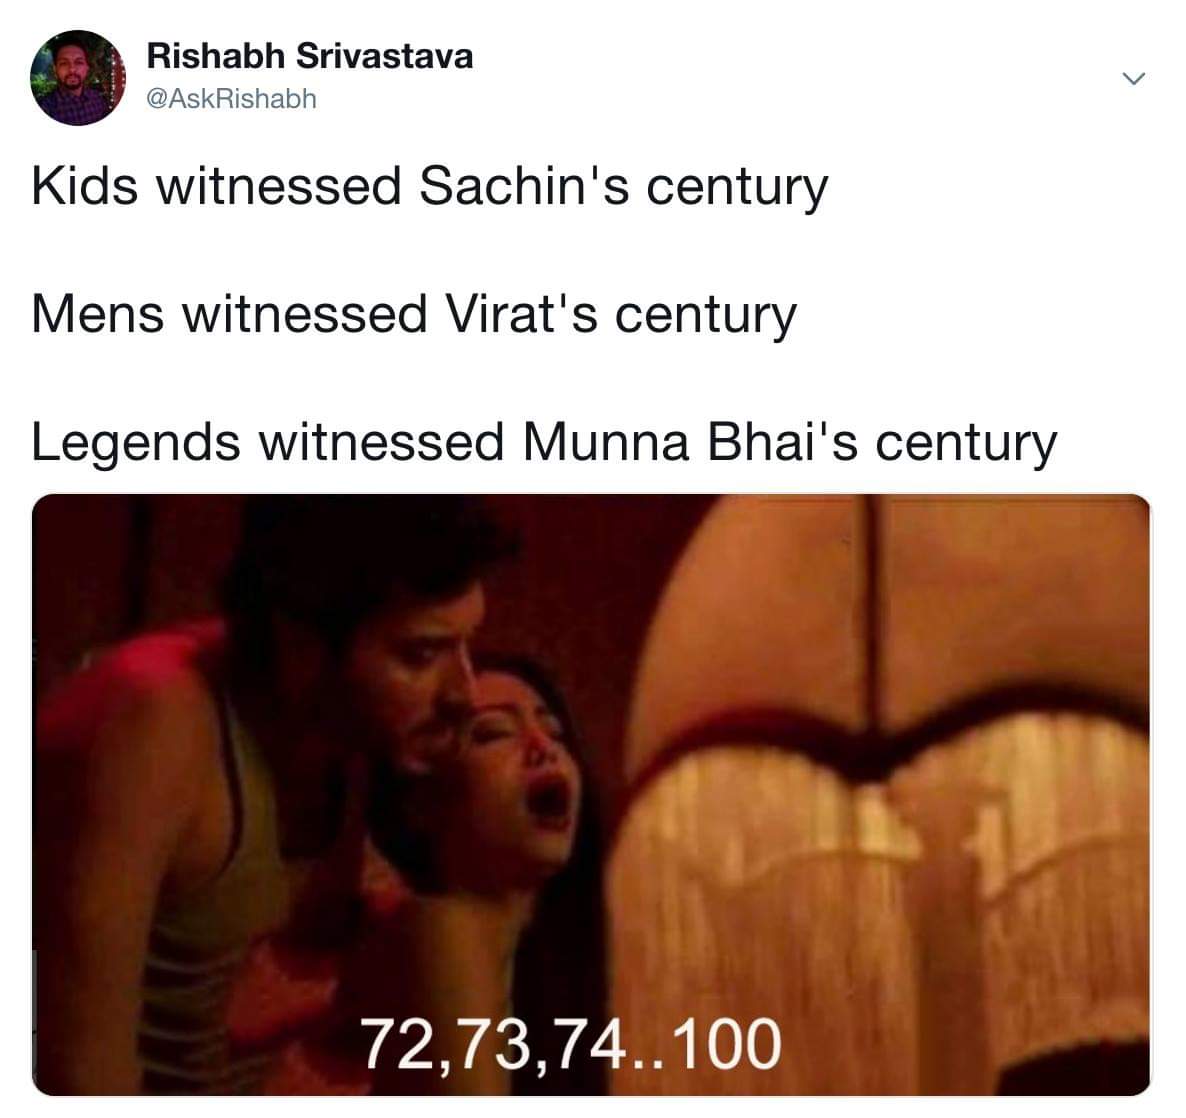 Rishabh Srivastava
@AskRishabh
Kids witnessed Sachin's century
Mens witnessed Virat's century
Legends witnessed Munna Bhai's century
72,73,74..100